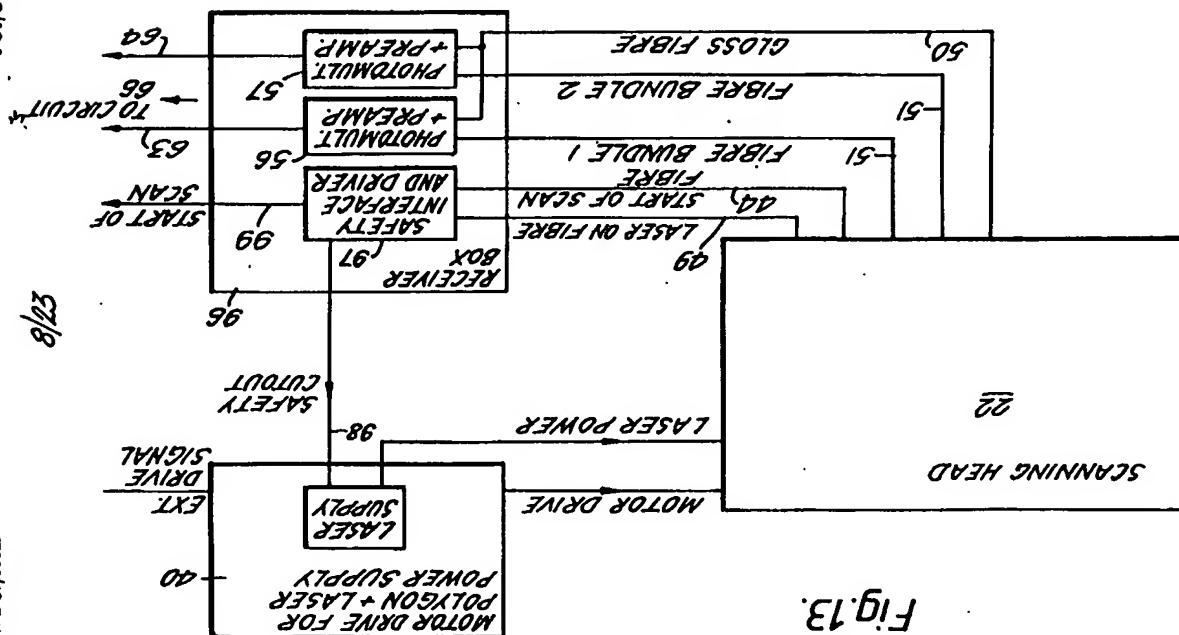 Fig.13.
MOTOR DRIVE FOR
POLYGON + LASER
POWER SUPPLY
40
LASER
SUPPLY
EXT.
DRIVE
SIGNAL
MOTOR DRIVE
LASER POWER
SCANNING HEAD
22
98
SAFETY
CUTOUT
8/23
96
RECEIVER
BOX
97
SAFETY
INTERFACE
AND DRIVER
START OF
SCAN
99
LASER ON FIBRE
49
START OF SCAN
FIBRE
44
56
PHOTOMULT.
+ PREAMP.
63
FIBRE BUNDLE 1
51
TO CIRCUIT
66
57
PHOTOMULT.
+ PREAMP.
64
FIBRE BUNDLE 2
51
GLOSS FIBRE
50